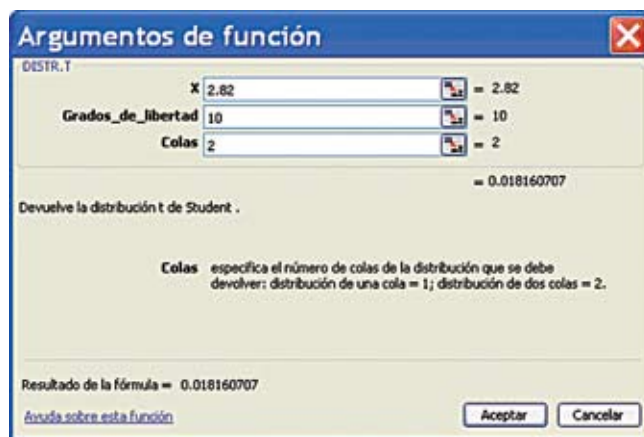 Argumentos de función
DISTR.T
X 2.82 = 2.82
Grados_de_libertad 10 = 10
Colas 2 = 2
= 0.018160707
Devuelve la distribución t de Student .
Colas especifica el número de colas de la distribución que se debe
devolver: distribución de una cola = 1; distribución de dos colas = 2.
Resultado de la fórmula = 0.018160707
Ayuda sobre esta función Aceptar Cancelar